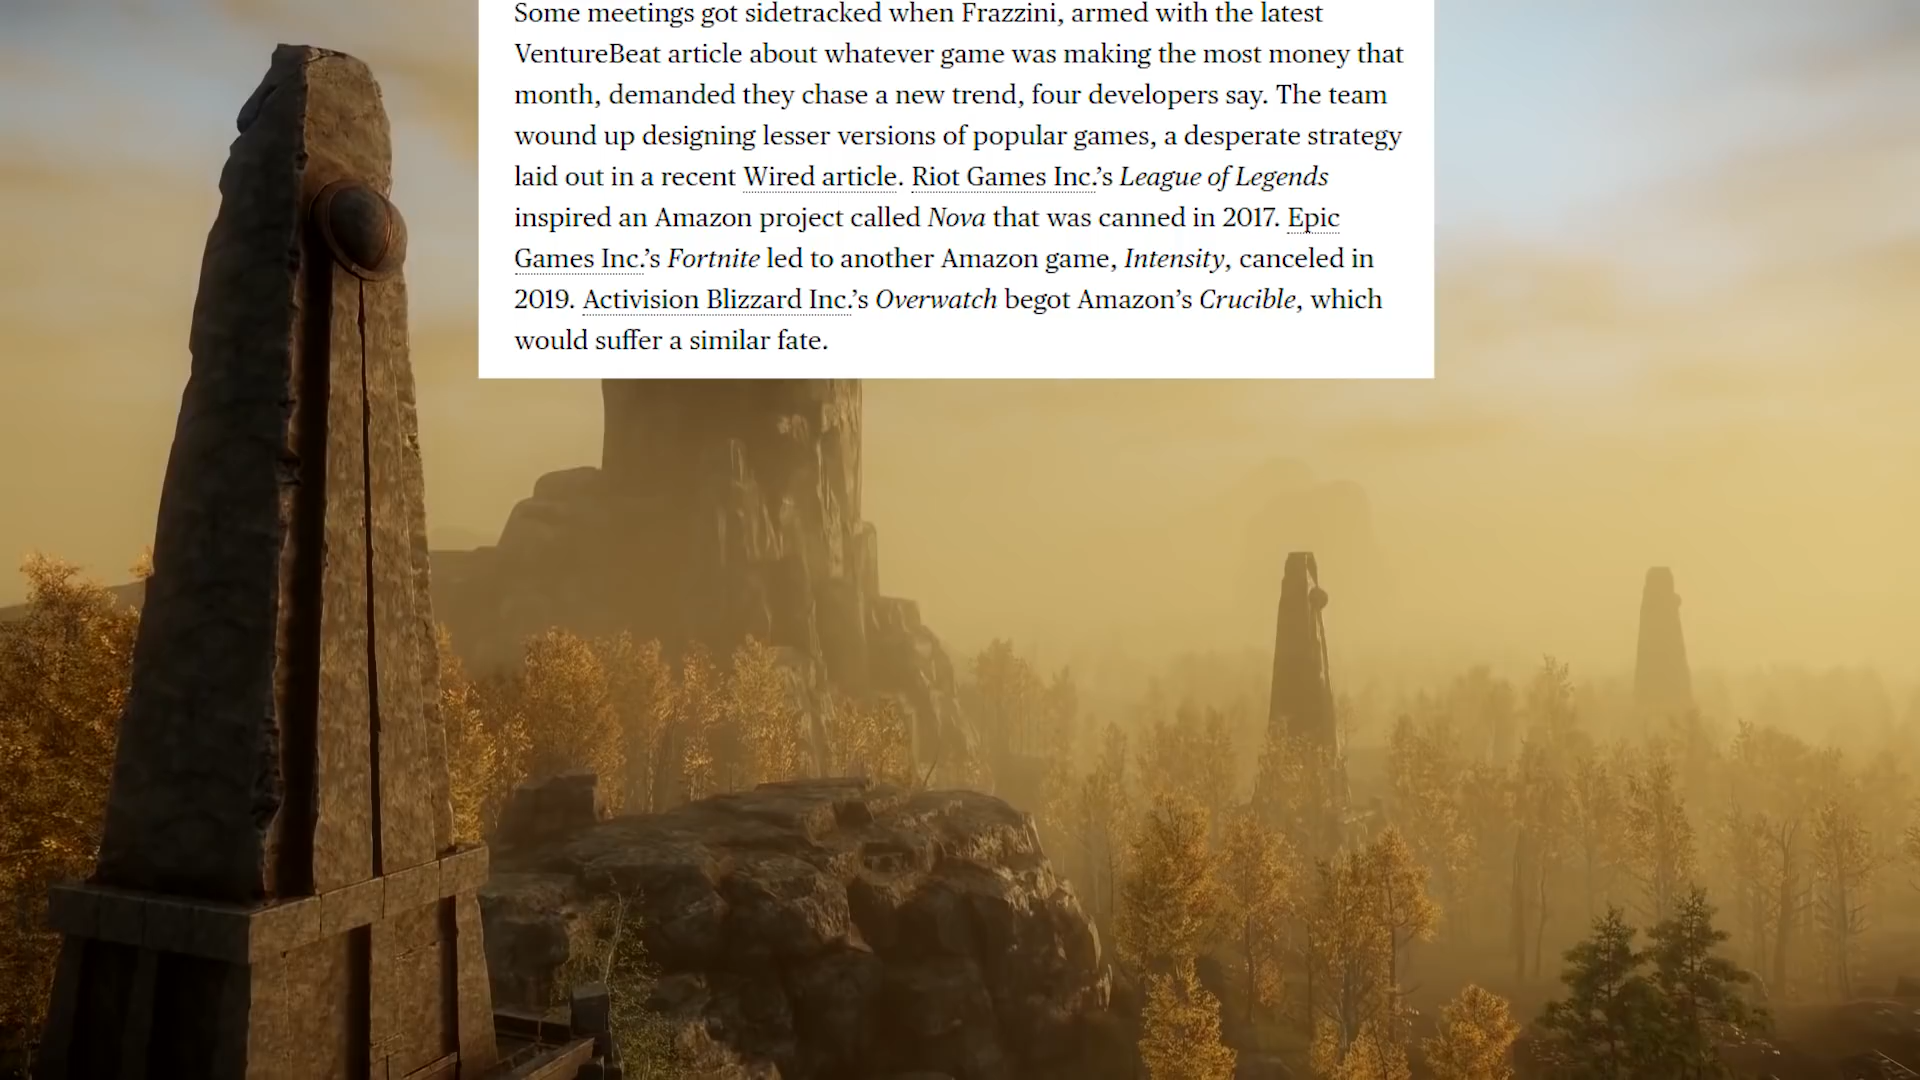 Some meetings got sidetracked when Frazzini, armed with the latest
VentureBeat article about whatever game was making the most money that
month, demanded they chase a new trend, four developers say. The team
wound up designing lesser versions of popular games, a desperate strategy
laid out in a recent Wired article. Riot Games Inc.’s League of Legends
inspired an Amazon project called Nova that was canned in 2017. Epic
Games Inc.’s Fortnite led to another Amazon game, Intensity, canceled in
2019. Activision Blizzard Inc.’s Overwatch begot Amazon’s Crucible, which
would suffer a similar fate.